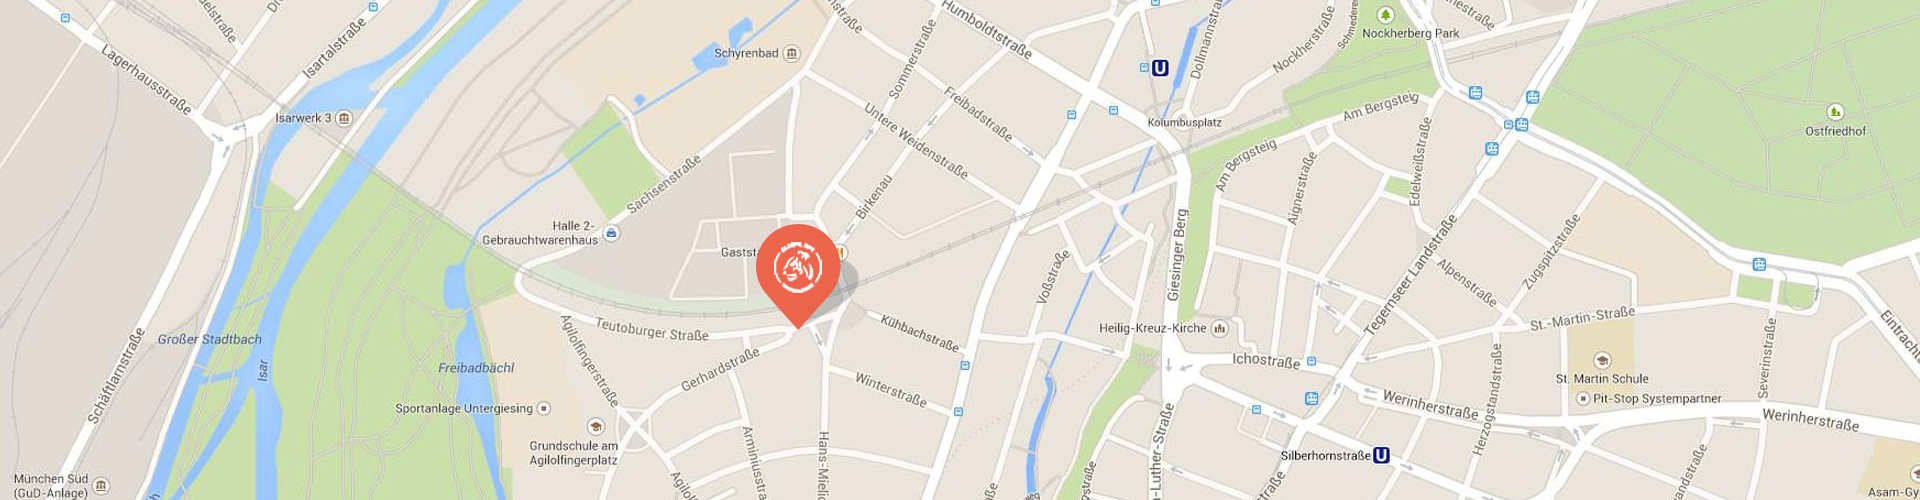 Lagerhausstraße
Isartalstraße
Isarwerk 3
Schyrenbad
Sommerstraße
Humboldtstraße
Freibadstraße
Untere Weidenstraße
Birkenau
Sachsenstraße
Halle 2-
Gebrauchtwarenhaus
Dollmannstra
Nockherstraße
Nockherberg Park
Kolumbusplatz
U
Am Bergsteig
Am Bergsteig
Aignerstraße
Edelweißstraße
Ostfriedhof
Giesinger Berg
Voßstraße
Tegernseer Landstraße
Alpenstraße
Zugspitzstraße
St.-Martin-Straße
Heilig-Kreuz-Kirche
Ichostraße
St. Martin Schule
Pit-Stop Systempartner
Severinstraße
Werinherstraße
Werinherstraße
Herzogstandstraße
Silberhornstraße
U
Teutoburger Straße
Gerhardstraße
Kühbachstraße
Winterstraße
Agilolfingerstraße
Großer Stadtbach
Isar
Freibadbächl
Schäftlarnstraße
Sportanlage Untergiesing
Grundschule am
Agilolfingerplatz
München Süd
(GuD-Anlage)
Asam-Gy